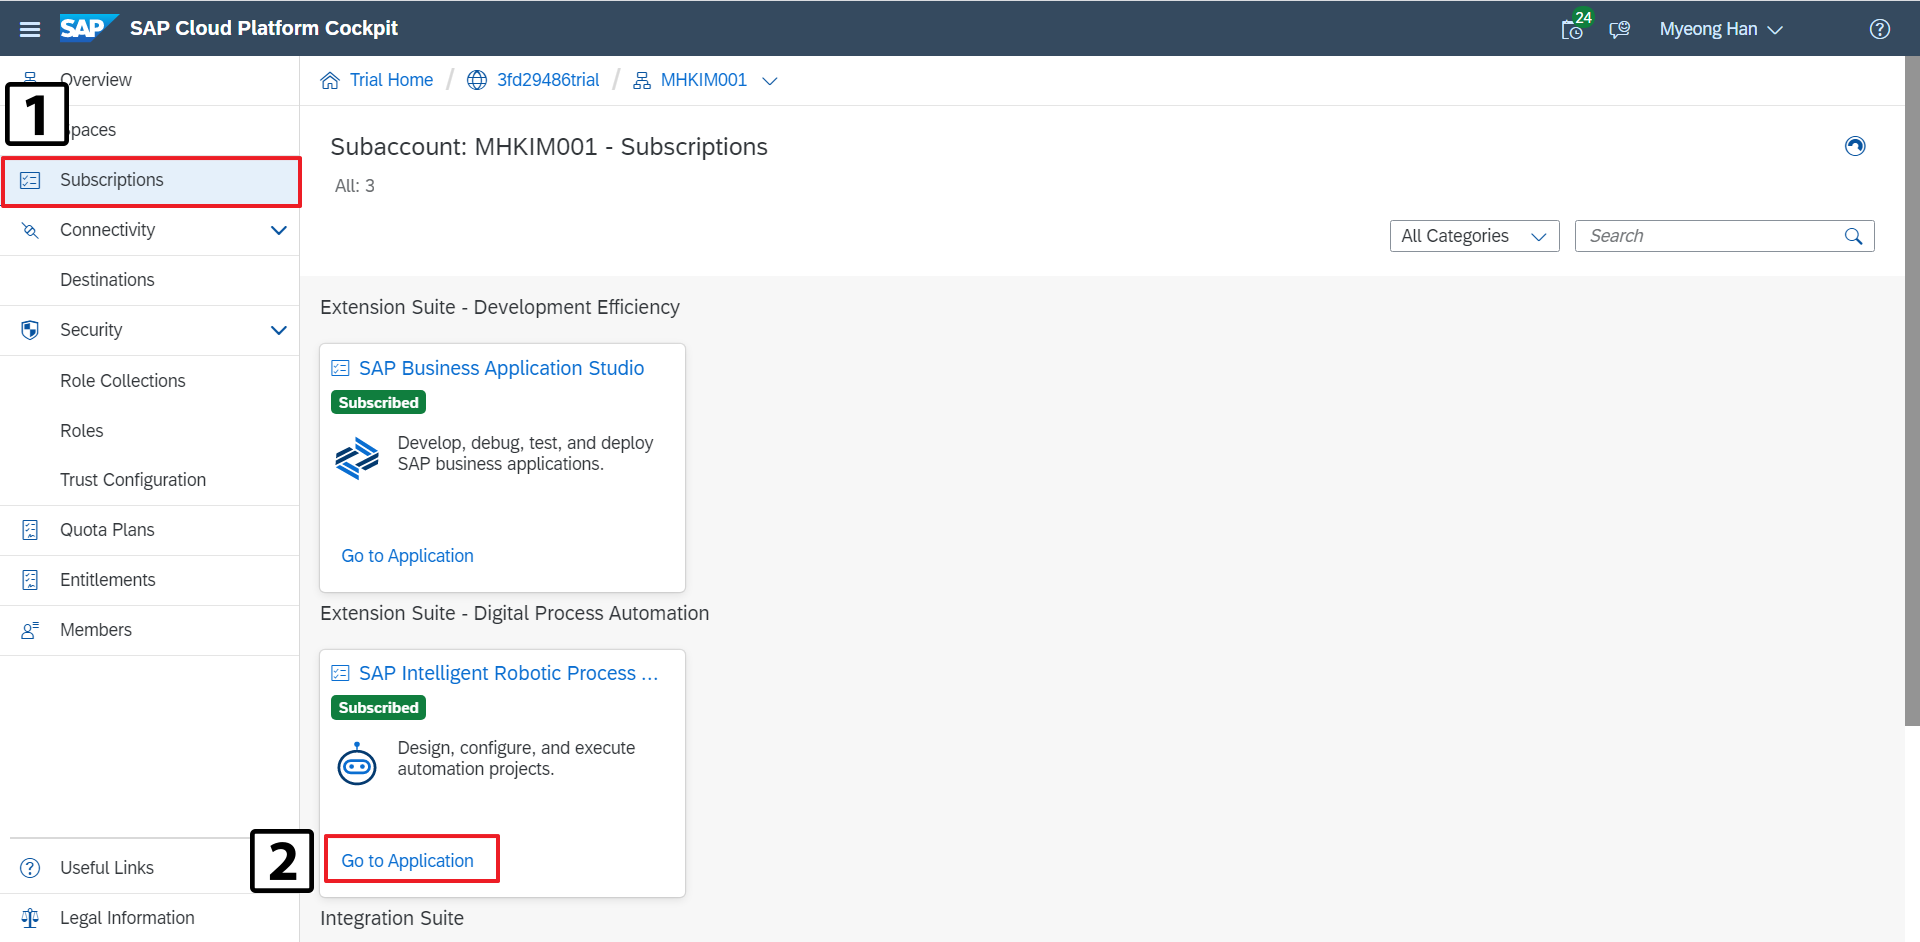 SAP SAP Cloud Platform Cockpit
24
Myeong Han
Overview
1
paces
Subscriptions
Connectivity
Destinations
Security
Role Collections
Roles
Trust Configuration
Quota Plans
Entitlements
Members
Useful Links
Legal Information
Trial Home / 3fd29486trial / MHKIM001
Subaccount: MHKIM001 - Subscriptions
All: 3
All Categories
Search
Extension Suite - Development Efficiency
SAP Business Application Studio
Subscribed
Develop, debug, test, and deploy
SAP business applications.
Go to Application
Extension Suite - Digital Process Automation
SAP Intelligent Robotic Process ...
Subscribed
Design, configure, and execute
automation projects.
2
Go to Application
Integration Suite